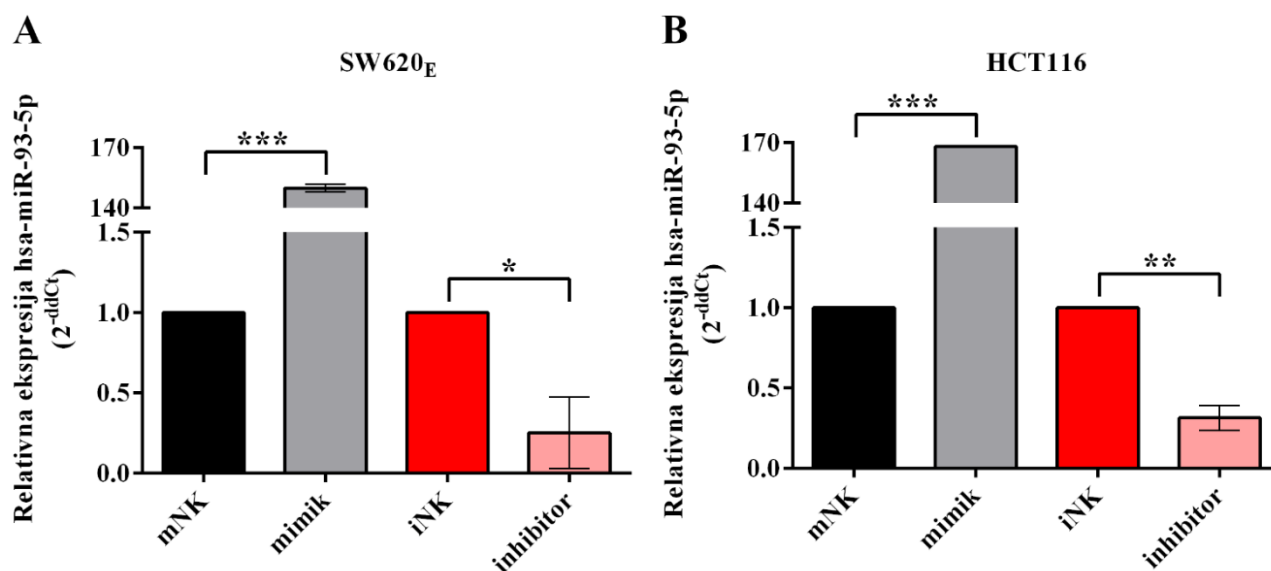 A
SW620E
Relativna ekspresija hsa-miR-93-5p
(2-ddCt)
170
140
1.5
1.0
0.5
0.0
***
*
mNK
mimik
iNK
inhibitor
B
HCT116
Relativna ekspresija hsa-miR-93-5p
(2-ddCt)
170
140
1.5
1.0
0.5
0.0
***
**
mNK
mimik
iNK
inhibitor